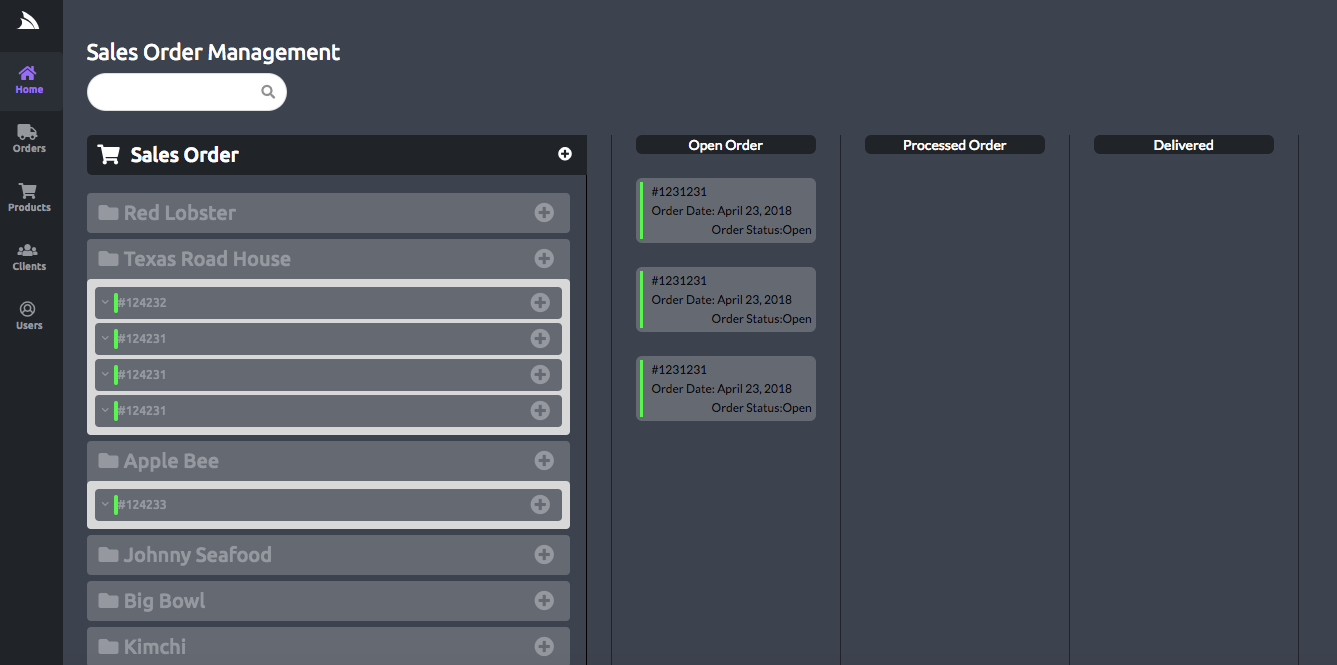 Sales Order Management
Home
Orders
Products
Clients
Users
Sales Order
Red Lobster
Texas Road House
#124232
#124231
#124231
#124231
Apple Bee
#124233
Johnny Seafood
Big Bowl
Kimchi
Open Order
#1231231
Order Date: April 23, 2018
Order Status:Open
#1231231
Order Date: April 23, 2018
Order Status:Open
#1231231
Order Date: April 23, 2018
Order Status:Open
Processed Order
Delivered